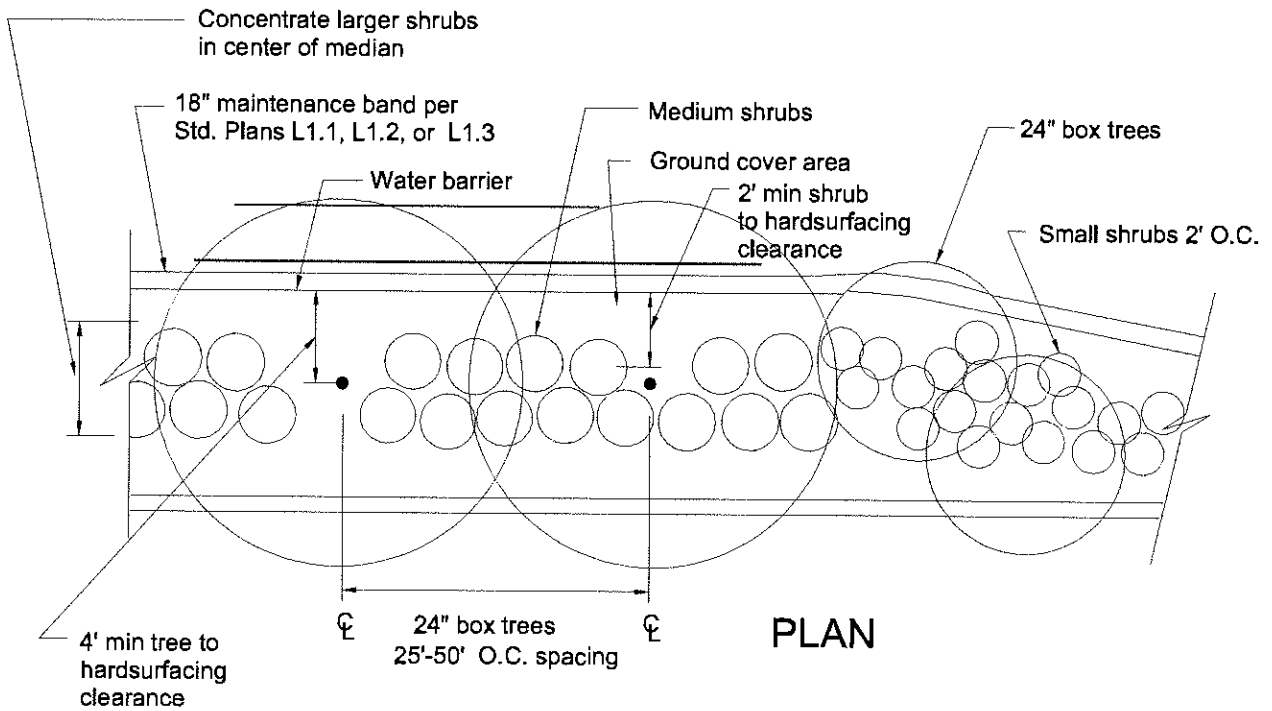 Concentrate larger shrubs
in center of median
18" maintenance band per
Std. Plans L1.1, L1.2, or L1.3
Water barrier
Medium shrubs
Ground cover area
2' min shrub
to hardsurfacing
clearance
24" box trees
Small shrubs 2' O.C.
4' min tree to
hardsurfacing
clearance
℄
24" box trees
25'-50' O.C. spacing
℄
PLAN